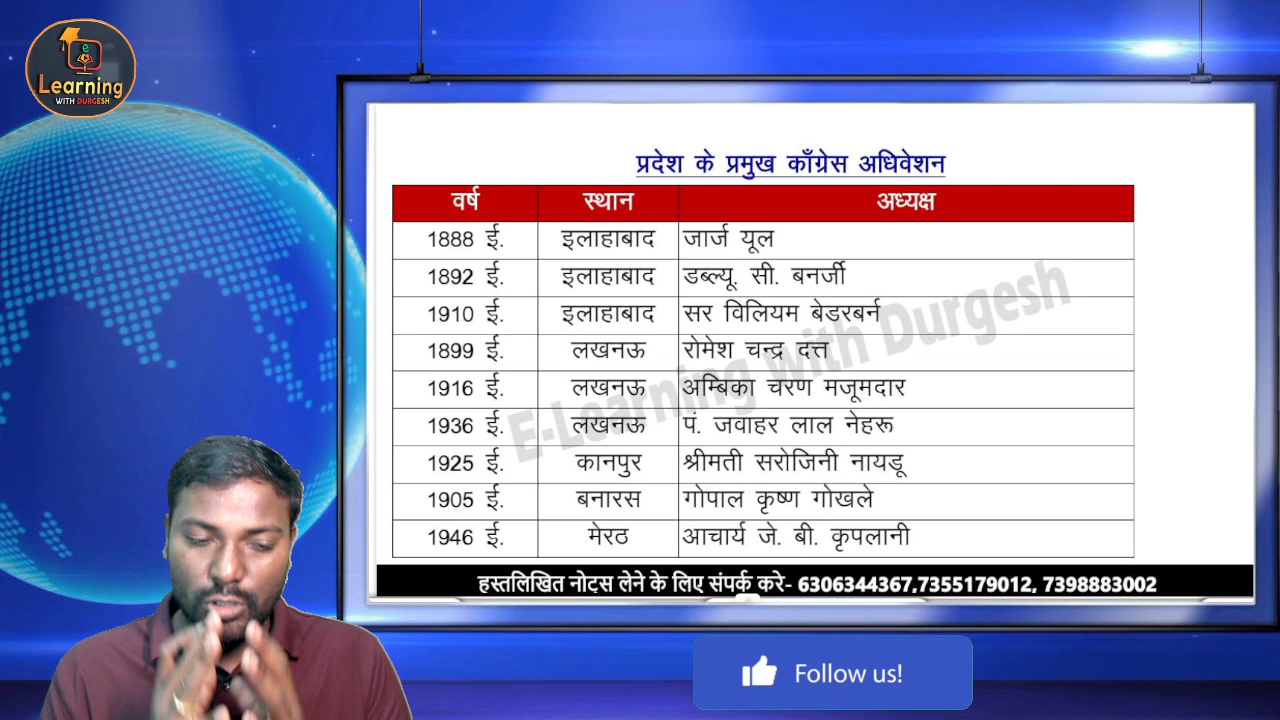 e
Learning
WITH DURGESH
प्रदेश के प्रमुख काँग्रेस अधिवेशन
वर्ष स्थान अध्यक्ष
1888 ई. इलाहाबाद जार्ज यूल
1892 ई. इलाहाबाद डब्ल्यू. सी. बनर्जी
1910 ई. इलाहाबाद सर विलियम बेडरबर्न
1899 ई. लखनऊ रोमेश चन्द्र दत्त
1916 ई. लखनऊ अम्बिका चरण मजूमदार
1936 ई. लखनऊ पं. जवाहर लाल नेहरू
1925 ई. कानपुर श्रीमती सरोजिनी नायडू
1905 ई. बनारस गोपाल कृष्ण गोखले
1946 ई. मेरठ आचार्य जे. बी. कृपलानी
E-Learning with Durgesh
हस्तलिखित नोट्स लेने के लिए संपर्क करे- 6306344367,7355179012, 7398883002
Follow us!